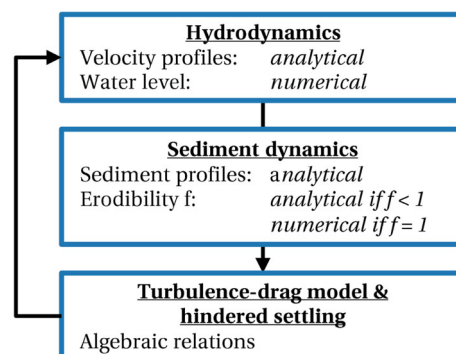 Hydrodynamics
Velocity profiles: analytical
Water level: numerical
Sediment dynamics
Sediment profiles: analytical
Erodibility f: analytical if f < 1
numerical if f = 1
Turbulence-drag model &
hindered settling
Algebraic relations